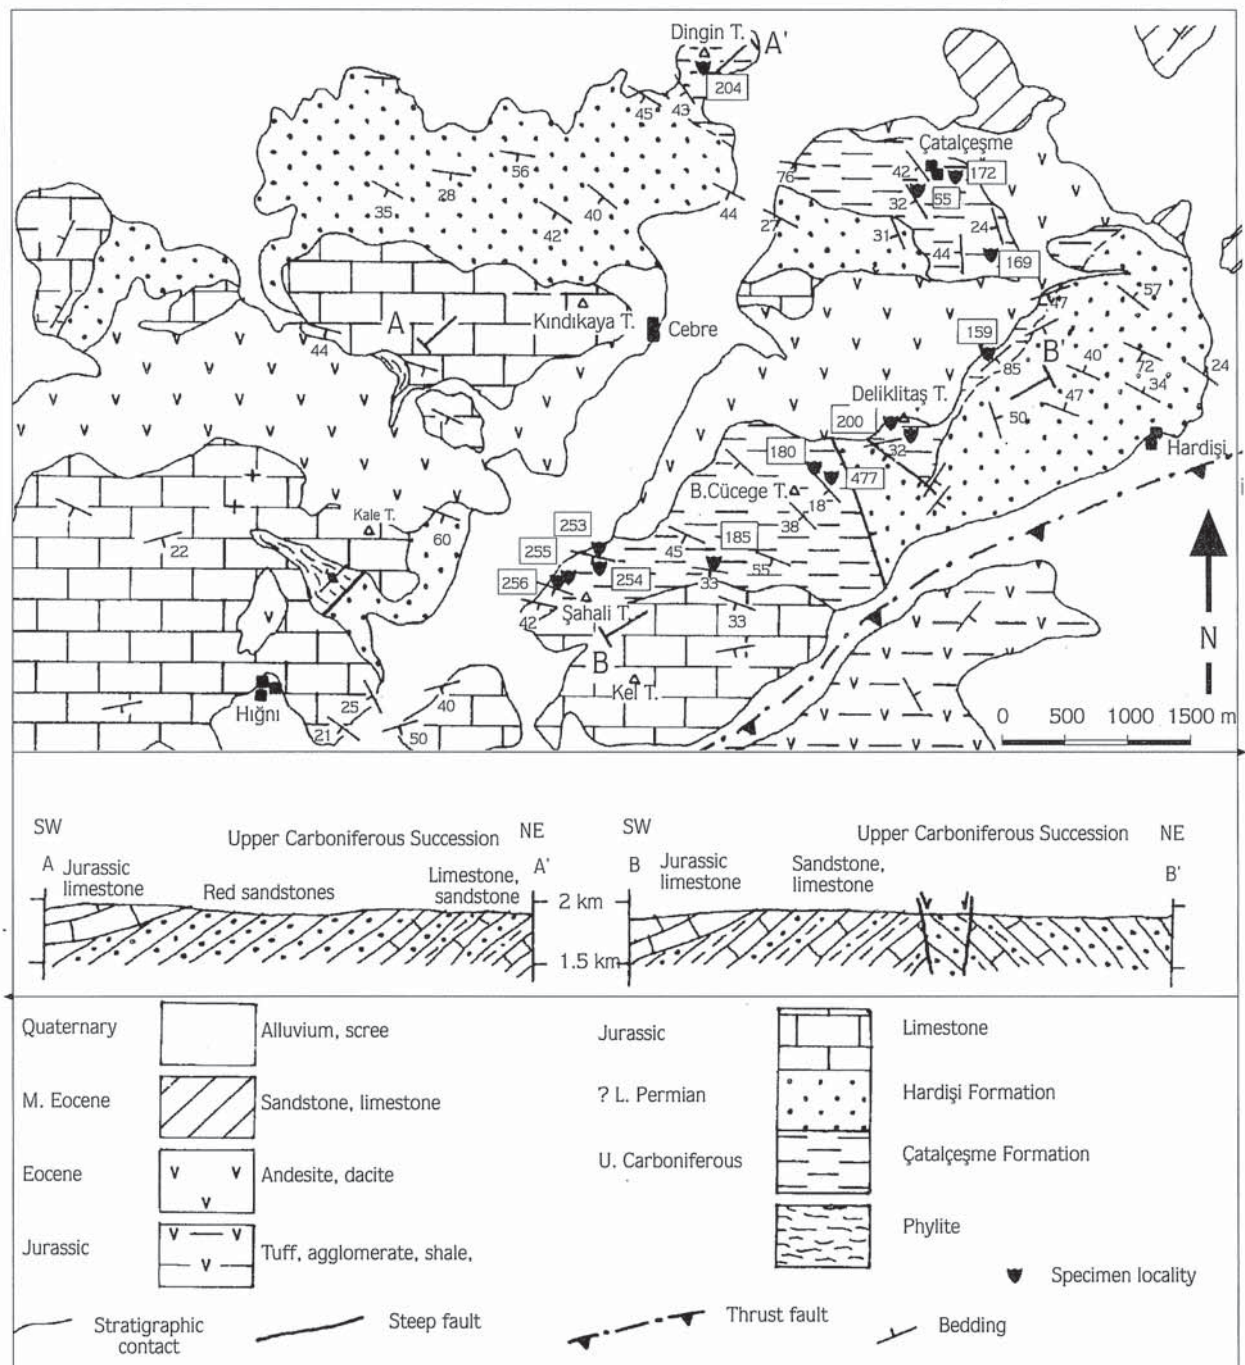 Dingin T.
A'
204
45
43
Çatalçeşme
56
76
42
172
28
32
55
35
40
44
27
42
31
24
44
169
A
Kındıkaya T.
Cebre
57
47
44
159
85
B'
40
72
24
34
Deliklitaş T.
47
50
200
32
Hardişi
180
477
B.Cücege T.
18
Kale T.
38
22
60
253
185
45
255
55
256
254
33
Şahali T.
42
33
N
B
Kel T.
Hığnı
25
40
0 500 1000 1500 m
21
50
SW
Upper Carboniferous Succession
NE
SW
Upper Carboniferous Succession
NE
A
Jurassic
limestone
Red sandstones
Limestone,
sandstone
A'
B
Jurassic
limestone
Sandstone,
limestone
B'
2 km
1.5 km
Quaternary
Alluvium, scree
Jurassic
Limestone
M. Eocene
Sandstone, limestone
? L. Permian
Hardişi Formation
Eocene
Andesite, dacite
U. Carboniferous
Çatalçeşme Formation
Jurassic
Tuff, agglomerate, shale,
Phylite
Specimen locality
Stratigraphic
contact
Steep fault
Thrust fault
Bedding